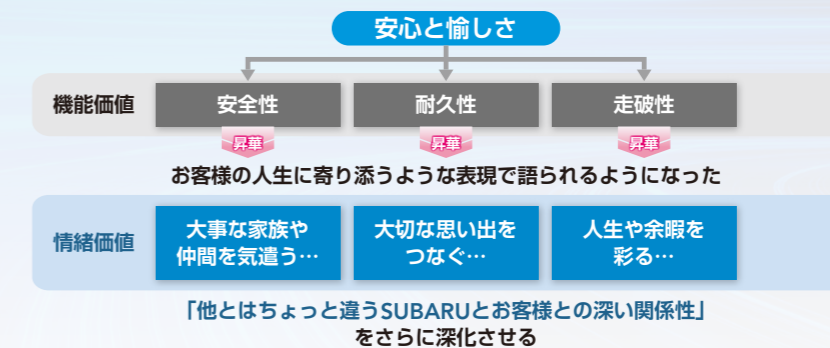 安心と愉しさ
機能価値
安全性
耐久性
走破性
昇華
昇華
昇華
お客様の人生に寄り添うような表現で語られるようになった
情緒価値
大事な家族や
仲間を気遣う…
大切な思い出を
つなぐ…
人生や余暇を
彩る…
「他とはちょっと違うSUBARUとお客様との深い関係性」
をさらに深化させる